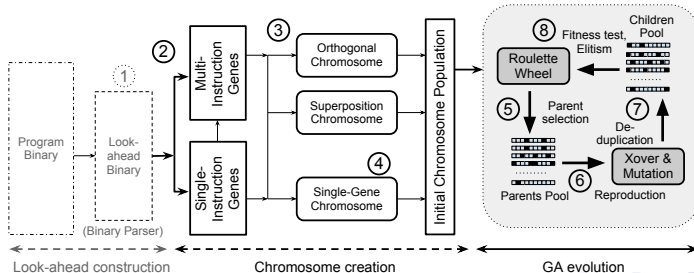 Program
Binary
1
Look-
ahead
Binary
(Binary Parser)
2
Multi-
Instruction
Genes
Single-
Instruction
Genes
3
Orthogonal
Chromosome
Superposition
Chromosome
4
Single-Gene
Chromosome
Initial Chromosome Population
8
Children
Pool
Fitness test,
Elitism
Roulette
Wheel
5
Parent
selection
7
De-
duplication
Parents Pool
6
Xover &
Mutation
Reproduction
Look-ahead construction
Chromosome creation
GA evolution